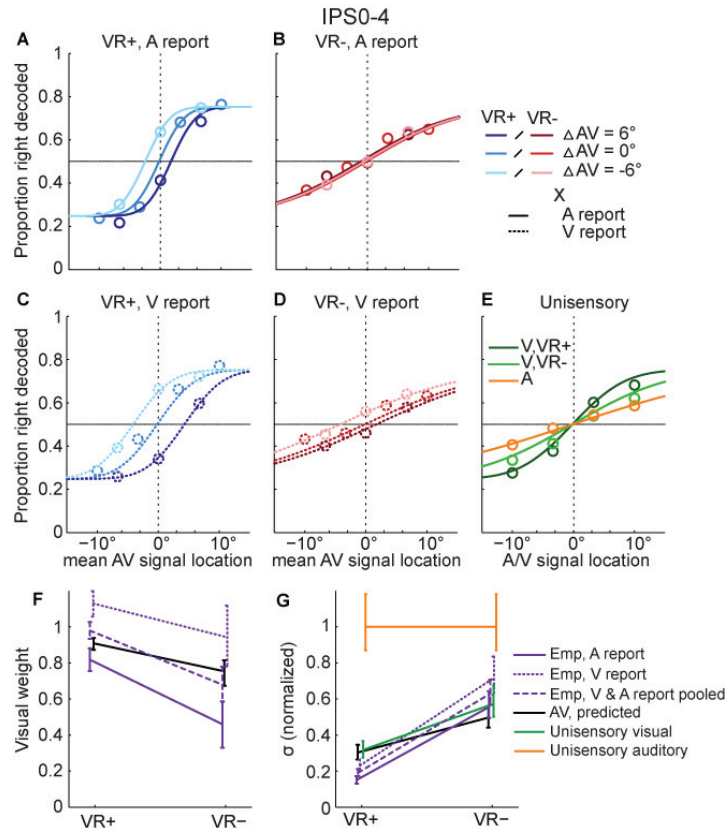 IPS0-4
A VR+, A report
B VR-, A report
Proportion right decoded
1
0.8
0.6
0.4
0.2
0
VR+ VR-
ΔAV = 6°
ΔAV = 0°
ΔAV = -6°
X
A report
V report
C VR+, V report
D VR-, V report
E Unisensory
Proportion right decoded
1
0.8
0.6
0.4
0.2
0
V,VR+
V,VR-
A
−10° 0° 10°
−10° 0° 10°
−10° 0° 10°
mean AV signal location
mean AV signal location
A/V signal location
F
Visual weight
1
0.8
0.6
0.4
0.2
0
VR+ VR−
G
σ (normalized)
1
0.8
0.6
0.4
0.2
0
VR+ VR−
Emp, A report
Emp, V report
Emp, V & A report pooled
AV, predicted
Unisensory visual
Unisensory auditory